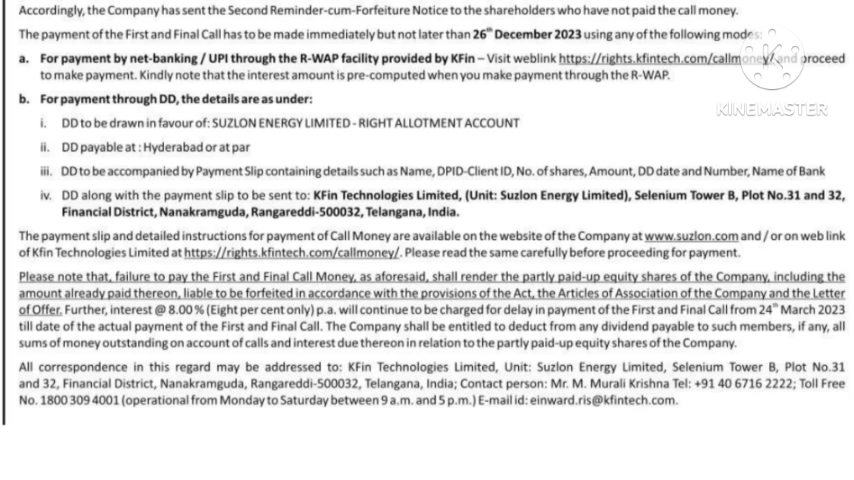 Accordingly, the Company has sent the Second Reminder-cum-Forfeiture Notice to the shareholders who have not paid the call money.
The payment of the First and Final Call has to be made immediately but not later than 26th December 2023 using any of the following modes:
a. For payment by net-banking / UPI through the R-WAP facility provided by KFin – Visit weblink https://rights.kfintech.com/callmoney/ and proceed
to make payment. Kindly note that the interest amount is pre-computed when you make payment through the R-WAP.
KINEMASTER
b. For payment through DD, the details are as under:
i. DD to be drawn in favour of: SUZLON ENERGY LIMITED - RIGHT ALLOTMENT ACCOUNT
ii. DD payable at : Hyderabad or at par
iii. DD to be accompanied by Payment Slip containing details such as Name, DPID-Client ID, No. of shares, Amount, DD date and Number, Name of Bank
iv. DD along with the payment slip to be sent to: KFin Technologies Limited, (Unit: Suzlon Energy Limited), Selenium Tower B, Plot No.31 and 32,
Financial District, Nanakramguda, Rangareddi-500032, Telangana, India.
The payment slip and detailed instructions for payment of Call Money are available on the website of the Company at www.suzlon.com and / or on web link
of Kfin Technologies Limited at https://rights.kfintech.com/callmoney/. Please read the same carefully before proceeding for payment.
Please note that, failure to pay the First and Final Call Money, as aforesaid, shall render the partly paid-up equity shares of the Company, including the
amount already paid thereon, liable to be forfeited in accordance with the provisions of the Act, the Articles of Association of the Company and the Letter
of Offer. Further, interest @ 8.00% (Eight per cent only) p.a. will continue to be charged for delay in payment of the First and Final Call from 24th March 2023
till date of the actual payment of the First and Final Call. The Company shall be entitled to deduct from any dividend payable to such members, if any, all
sums of money outstanding on account of calls and interest due thereon in relation to the partly paid-up equity shares of the Company.
All correspondence in this regard may be addressed to: KFin Technologies Limited, Unit: Suzlon Energy Limited, Selenium Tower B, Plot No.31
and 32, Financial District, Nanakramguda, Rangareddi-500032, Telangana, India; Contact person: Mr. M. Murali Krishna Tel: +91 40 6716 2222; Toll Free
No. 1800 309 4001 (operational from Monday to Saturday between 9 a.m. and 5 p.m.) E-mail id: einward.ris@kfintech.com.